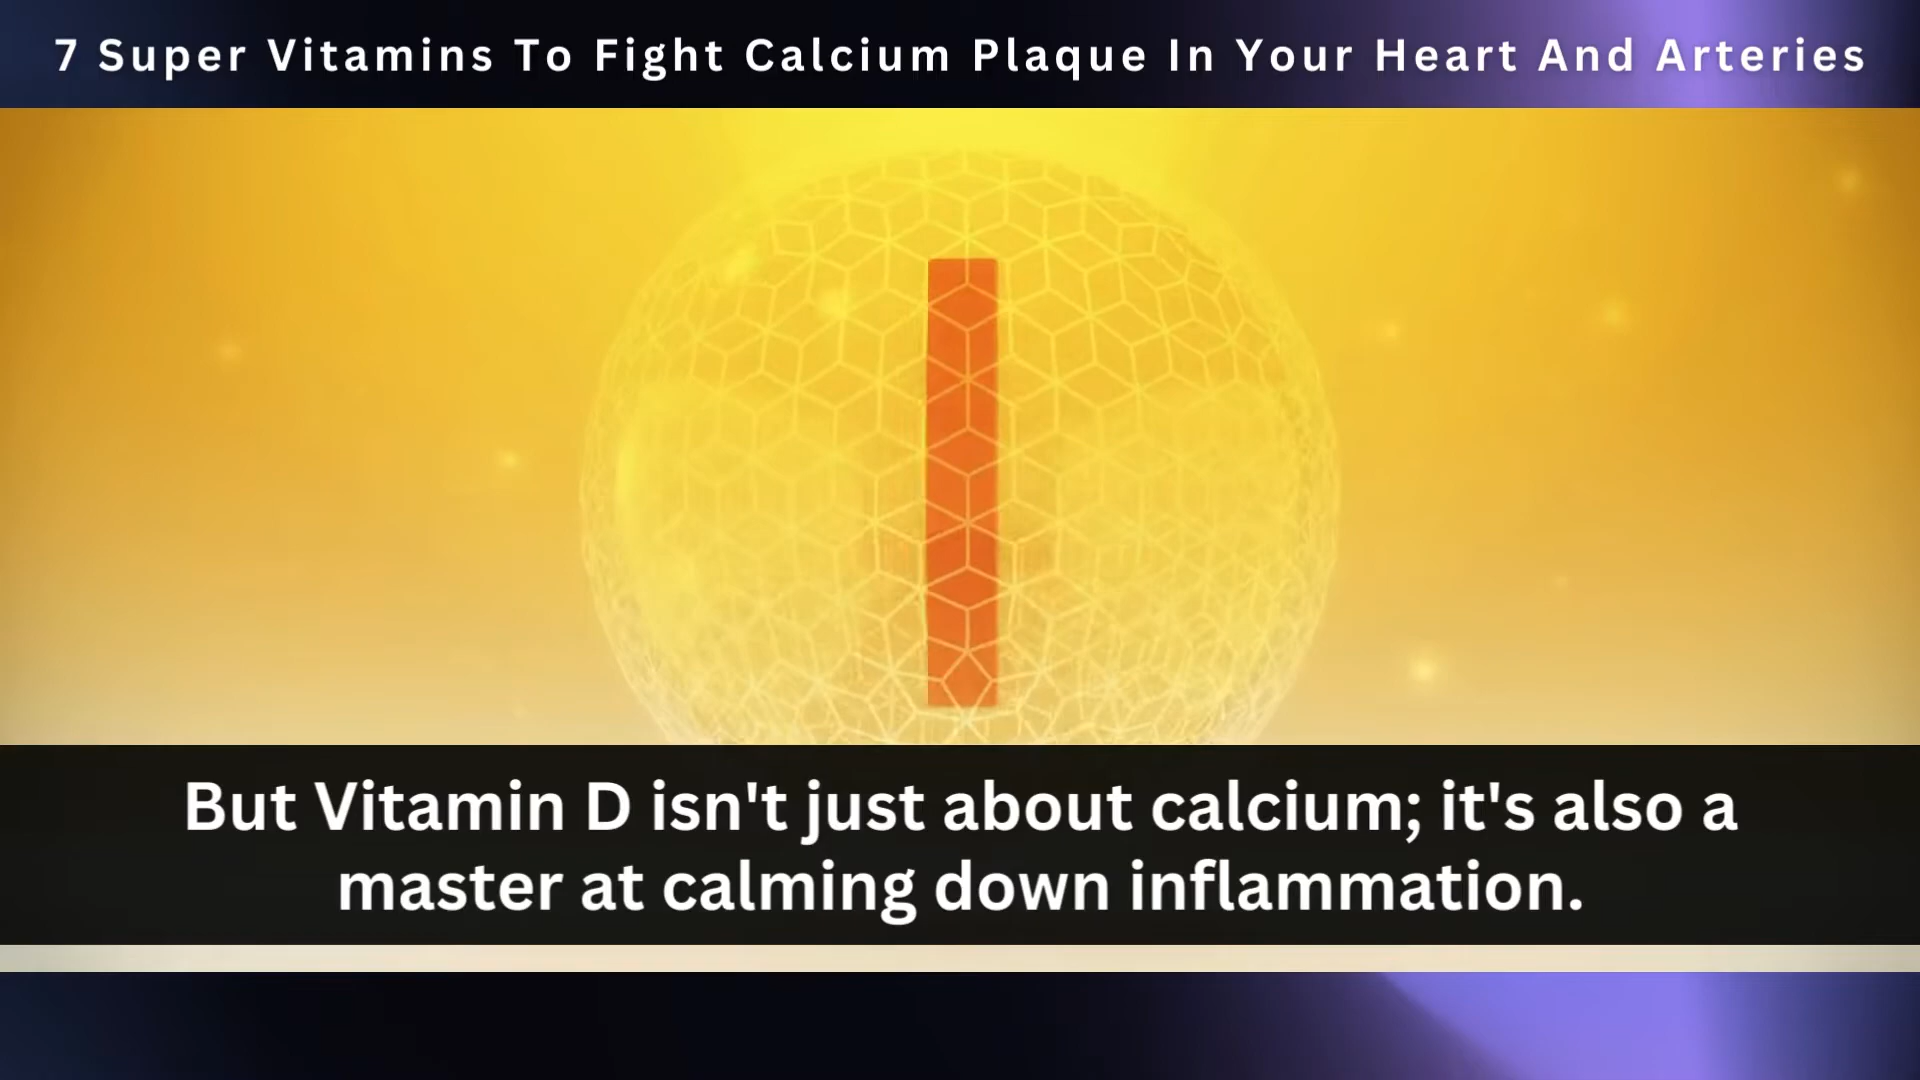 7 Super Vitamins To Fight Calcium Plaque In Your Heart And Arteries
But Vitamin D isn't just about calcium; it's also a
master at calming down inflammation.